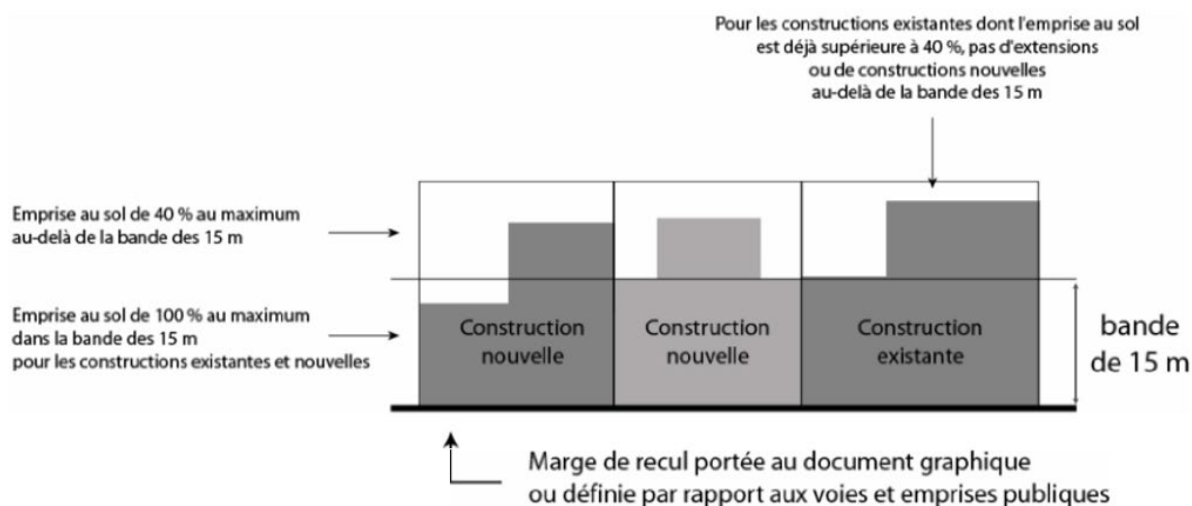 Pour les constructions existantes dont l'emprise au sol
est déjà supérieure à 40 %, pas d'extensions
ou de constructions nouvelles
au-delà de la bande des 15 m
Emprise au sol de 40 % au maximum
au-delà de la bande des 15 m
Emprise au sol de 100 % au maximum
dans la bande des 15 m
pour les constructions existantes et nouvelles
Construction
nouvelle
Construction
nouvelle
Construction
existante
bande
de 15 m
Marge de recul portée au document graphique
ou définie par rapport aux voies et emprises publiques